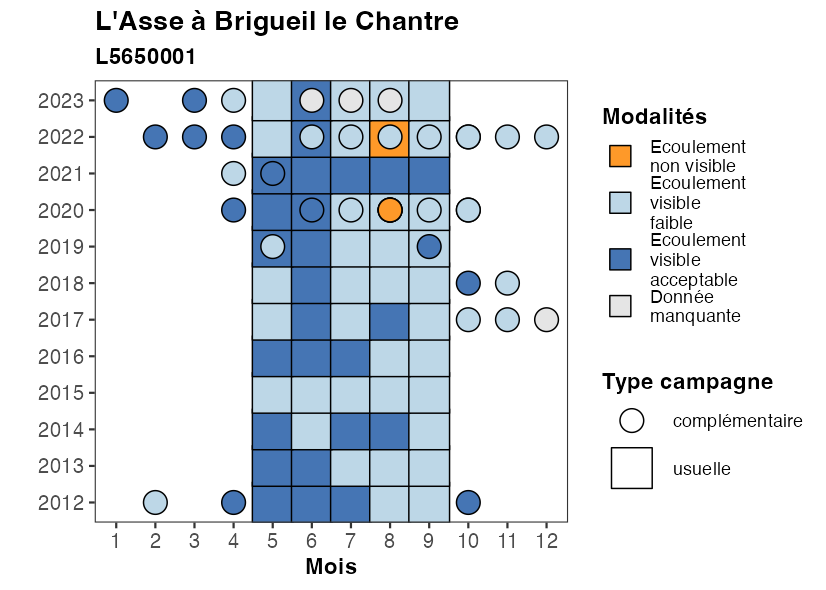 L'Asse à Brigueil le Chantre
L5650001
2023
2022
2021
2020
2019
2018
2017
2016
2015
2014
2013
2012
1 2 3 4 5 6 7 8 9 10 11 12
Mois
Modalités
Ecoulement
non visible
Ecoulement
visible
faible
Ecoulement
visible
acceptable
Donnée
manquante
Type campagne
complémentaire
usuelle